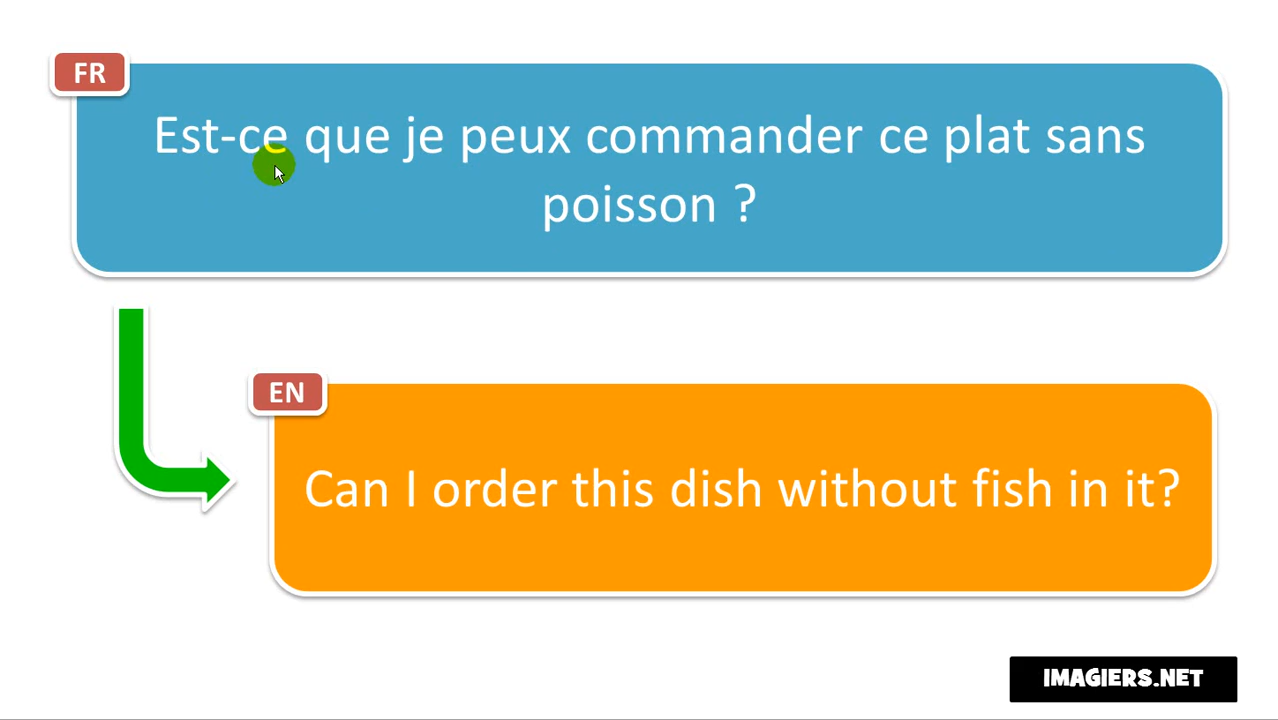 FR
Est-ce que je peux commander ce plat sans
poisson ?
EN
Can I order this dish without fish in it?
IMAGIERS.NET